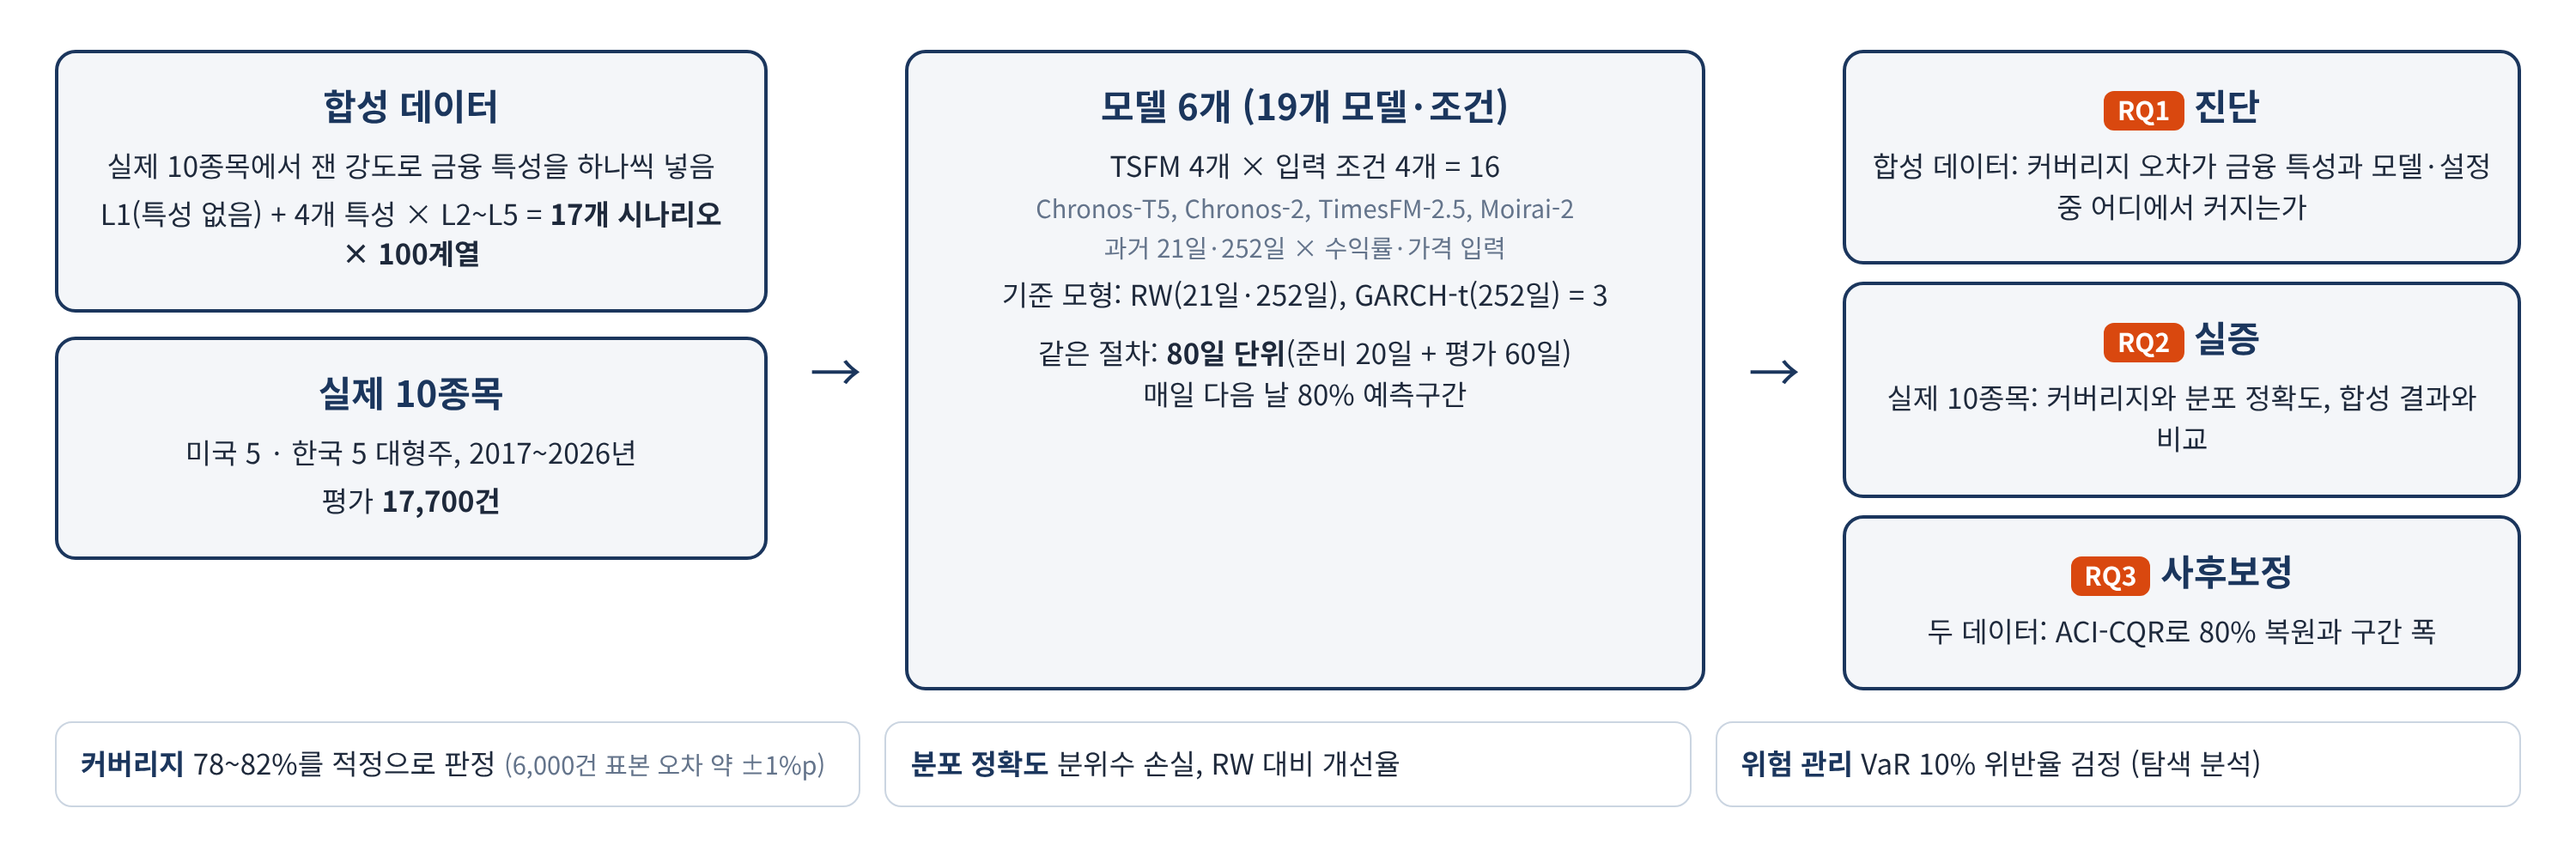 합성 데이터
실제 10종목에서 잰 강도로 금융 특성을 하나씩 넣음
L1(특성 없음) + 4개 특성 × L2~L5 = 17개 시나리오
× 100계열
실제 10종목
미국 5 · 한국 5 대형주, 2017~2026년
평가 17,700건
→
모델 6개 (19개 모델·조건)
TSFM 4개 × 입력 조건 4개 = 16
Chronos-T5, Chronos-2, TimesFM-2.5, Moirai-2
과거 21일·252일 × 수익률·가격 입력
기준 모형: RW(21일·252일), GARCH-t(252일) = 3
같은 절차: 80일 단위(준비 20일 + 평가 60일)
매일 다음 날 80% 예측구간
→
RQ1 진단
합성 데이터: 커버리지 오차가 금융 특성과 모델·설정
중 어디에서 커지는가
RQ2 실증
실제 10종목: 커버리지와 분포 정확도, 합성 결과와
비교
RQ3 사후보정
두 데이터: ACI-CQR로 80% 복원과 구간 폭
커버리지 78~82%를 적정으로 판정 (6,000건 표본 오차 약 ±1%p)
분포 정확도 분위수 손실, RW 대비 개선율
위험 관리 VaR 10% 위반율 검정 (탐색 분석)